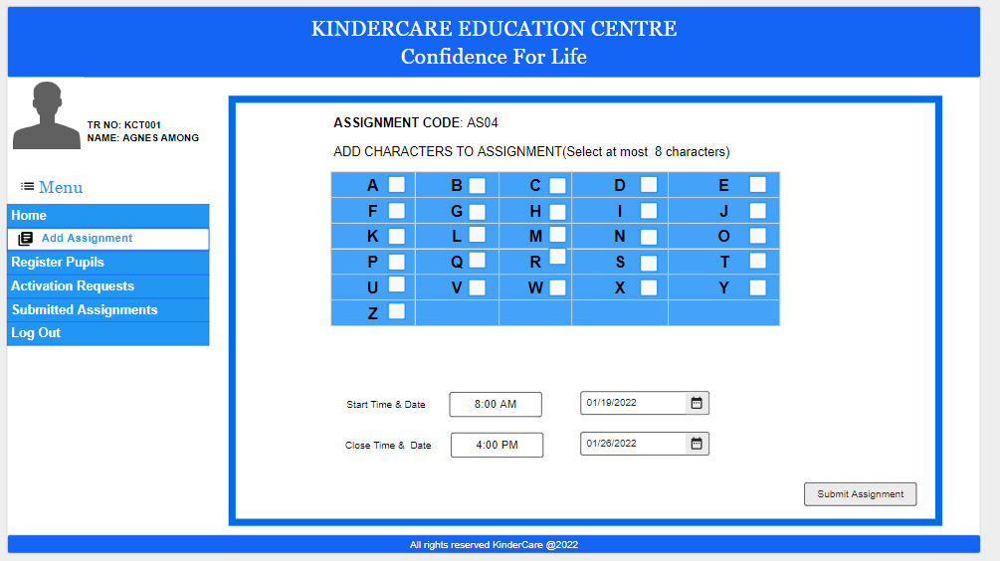 KINDERCARE EDUCATION CENTRE
Confidence For Life
TR NO: KCT001
NAME: AGNES AMONG
Menu
Home
Add Assignment
Register Pupils
Activation Requests
Submitted Assignments
Log Out
ASSIGNMENT CODE: AS04
ADD CHARACTERS TO ASSIGNMENT(Select at most 8 characters)
A B C D E
F G H I J
K L M N O
P Q R S T
U V W X Y
Z
Start Time & Date 8:00 AM 01/19/2022
Close Time & Date 4:00 PM 01/26/2022
Submit Assignment
All rights reserved KinderCare @2022